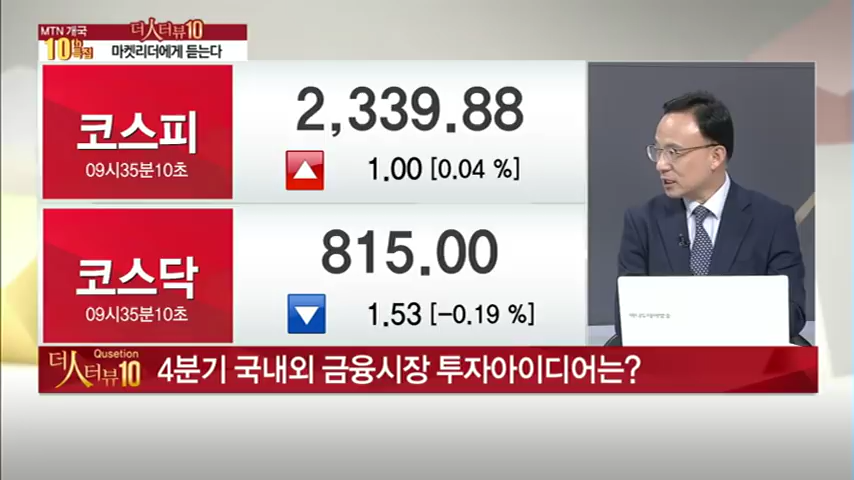 MTN 개국
10th 특집
더人터뷰10
마켓리더에게 듣는다
코스피
09시35분10초
2,339.88
1.00 [0.04 %]
코스닥
09시35분10초
815.00
1.53 [-0.19 %]
Qusetion
더人터뷰10
4분기 국내외 금융시장 투자아이디어는?